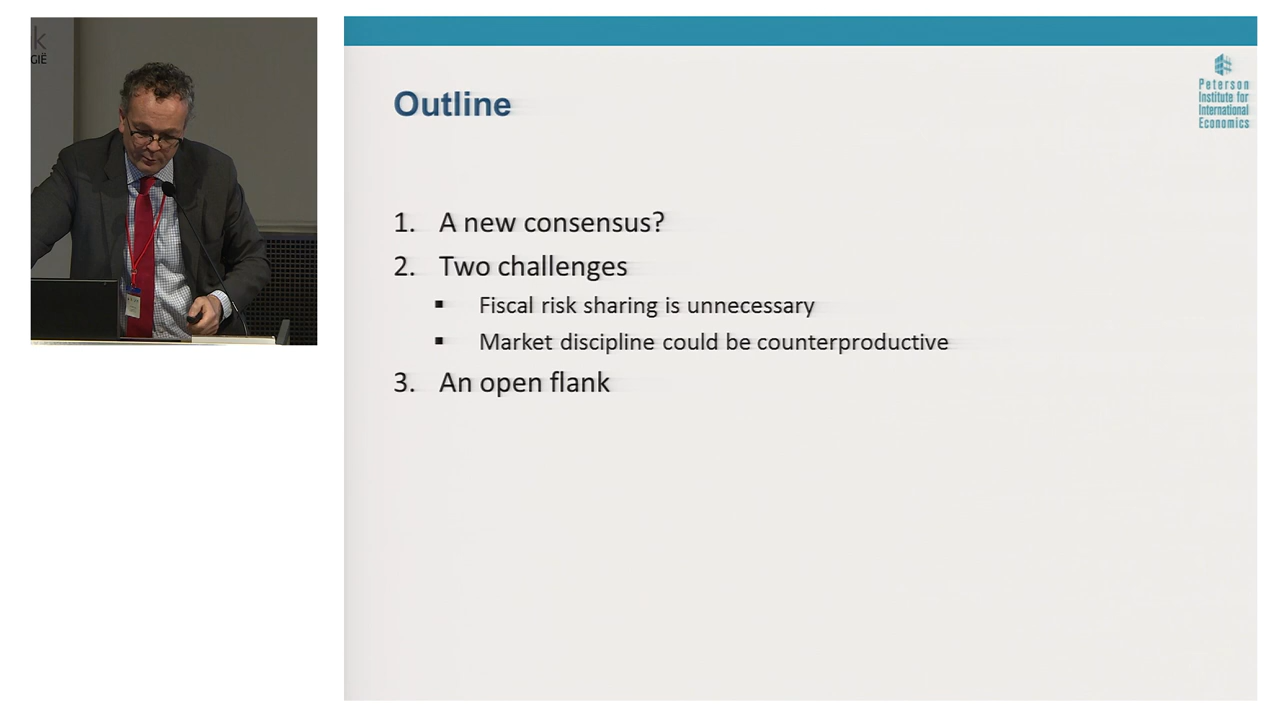 GIË
Outline
Peterson
Institute for
International
Economics
1. A new consensus?
2. Two challenges
▪ Fiscal risk sharing is unnecessary
▪ Market discipline could be counterproductive
3. An open flank